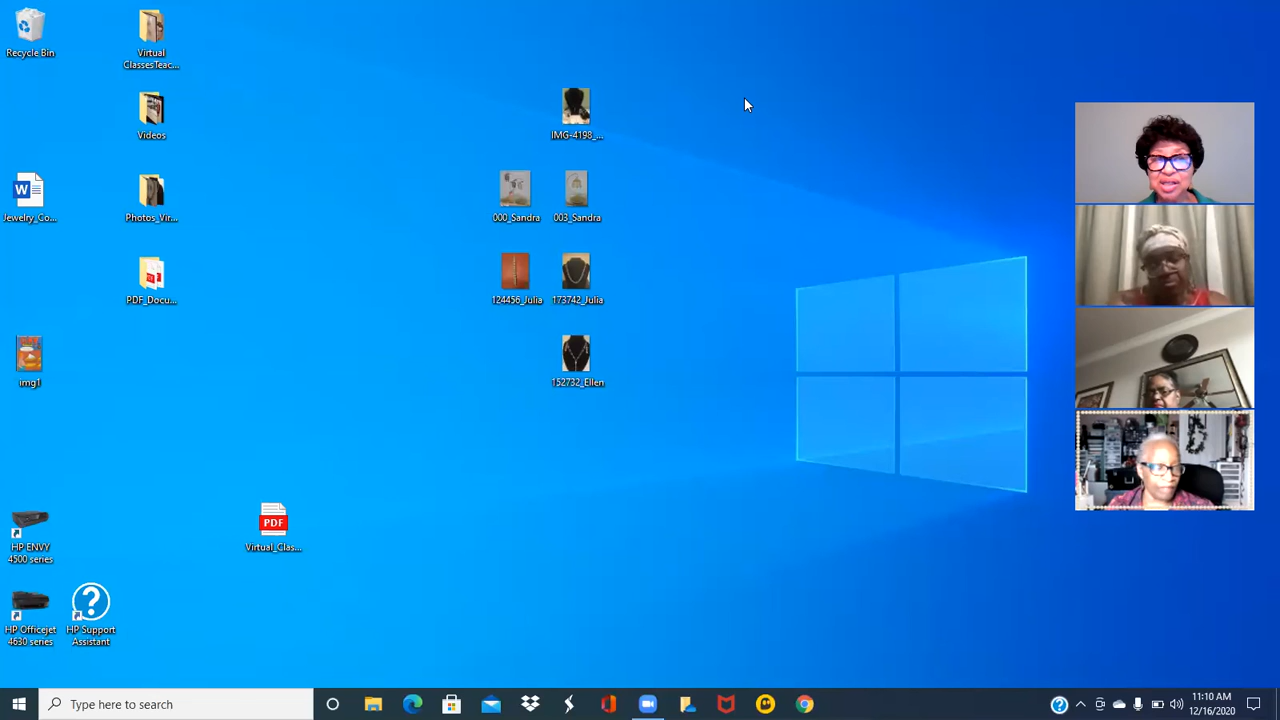 Recycle Bin
Virtual
ClassesTeac...
IMG-4198_...
Videos
Jewelry_Co...
Photos_Vir...
000_Sandra
003_Sandra
PDF_Docu...
124456_Julia
173742_Julia
img1
152732_Ellen
PDF
Virtual_Clas...
HP ENVY
4500 series
HP Officejet
4630 series
HP Support
Assistant
Type here to search
11:10 AM
12/16/2020